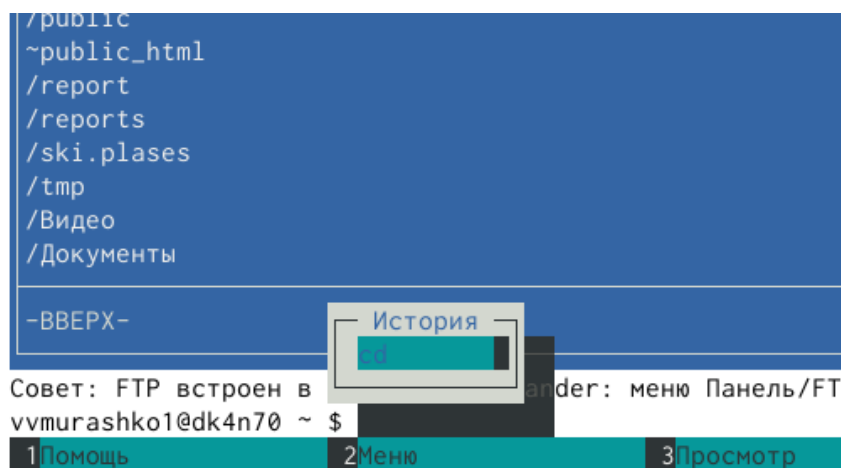 /public
~public_html
/report
/reports
/ski.plases
/tmp
/Видео
/Документы
-ВВЕРХ-
История
cd
Совет: FTP встроен в ander: меню Панель/FT
vvmurashko1@dk4n70 ~ $
1Помощь 2Меню 3Просмотр